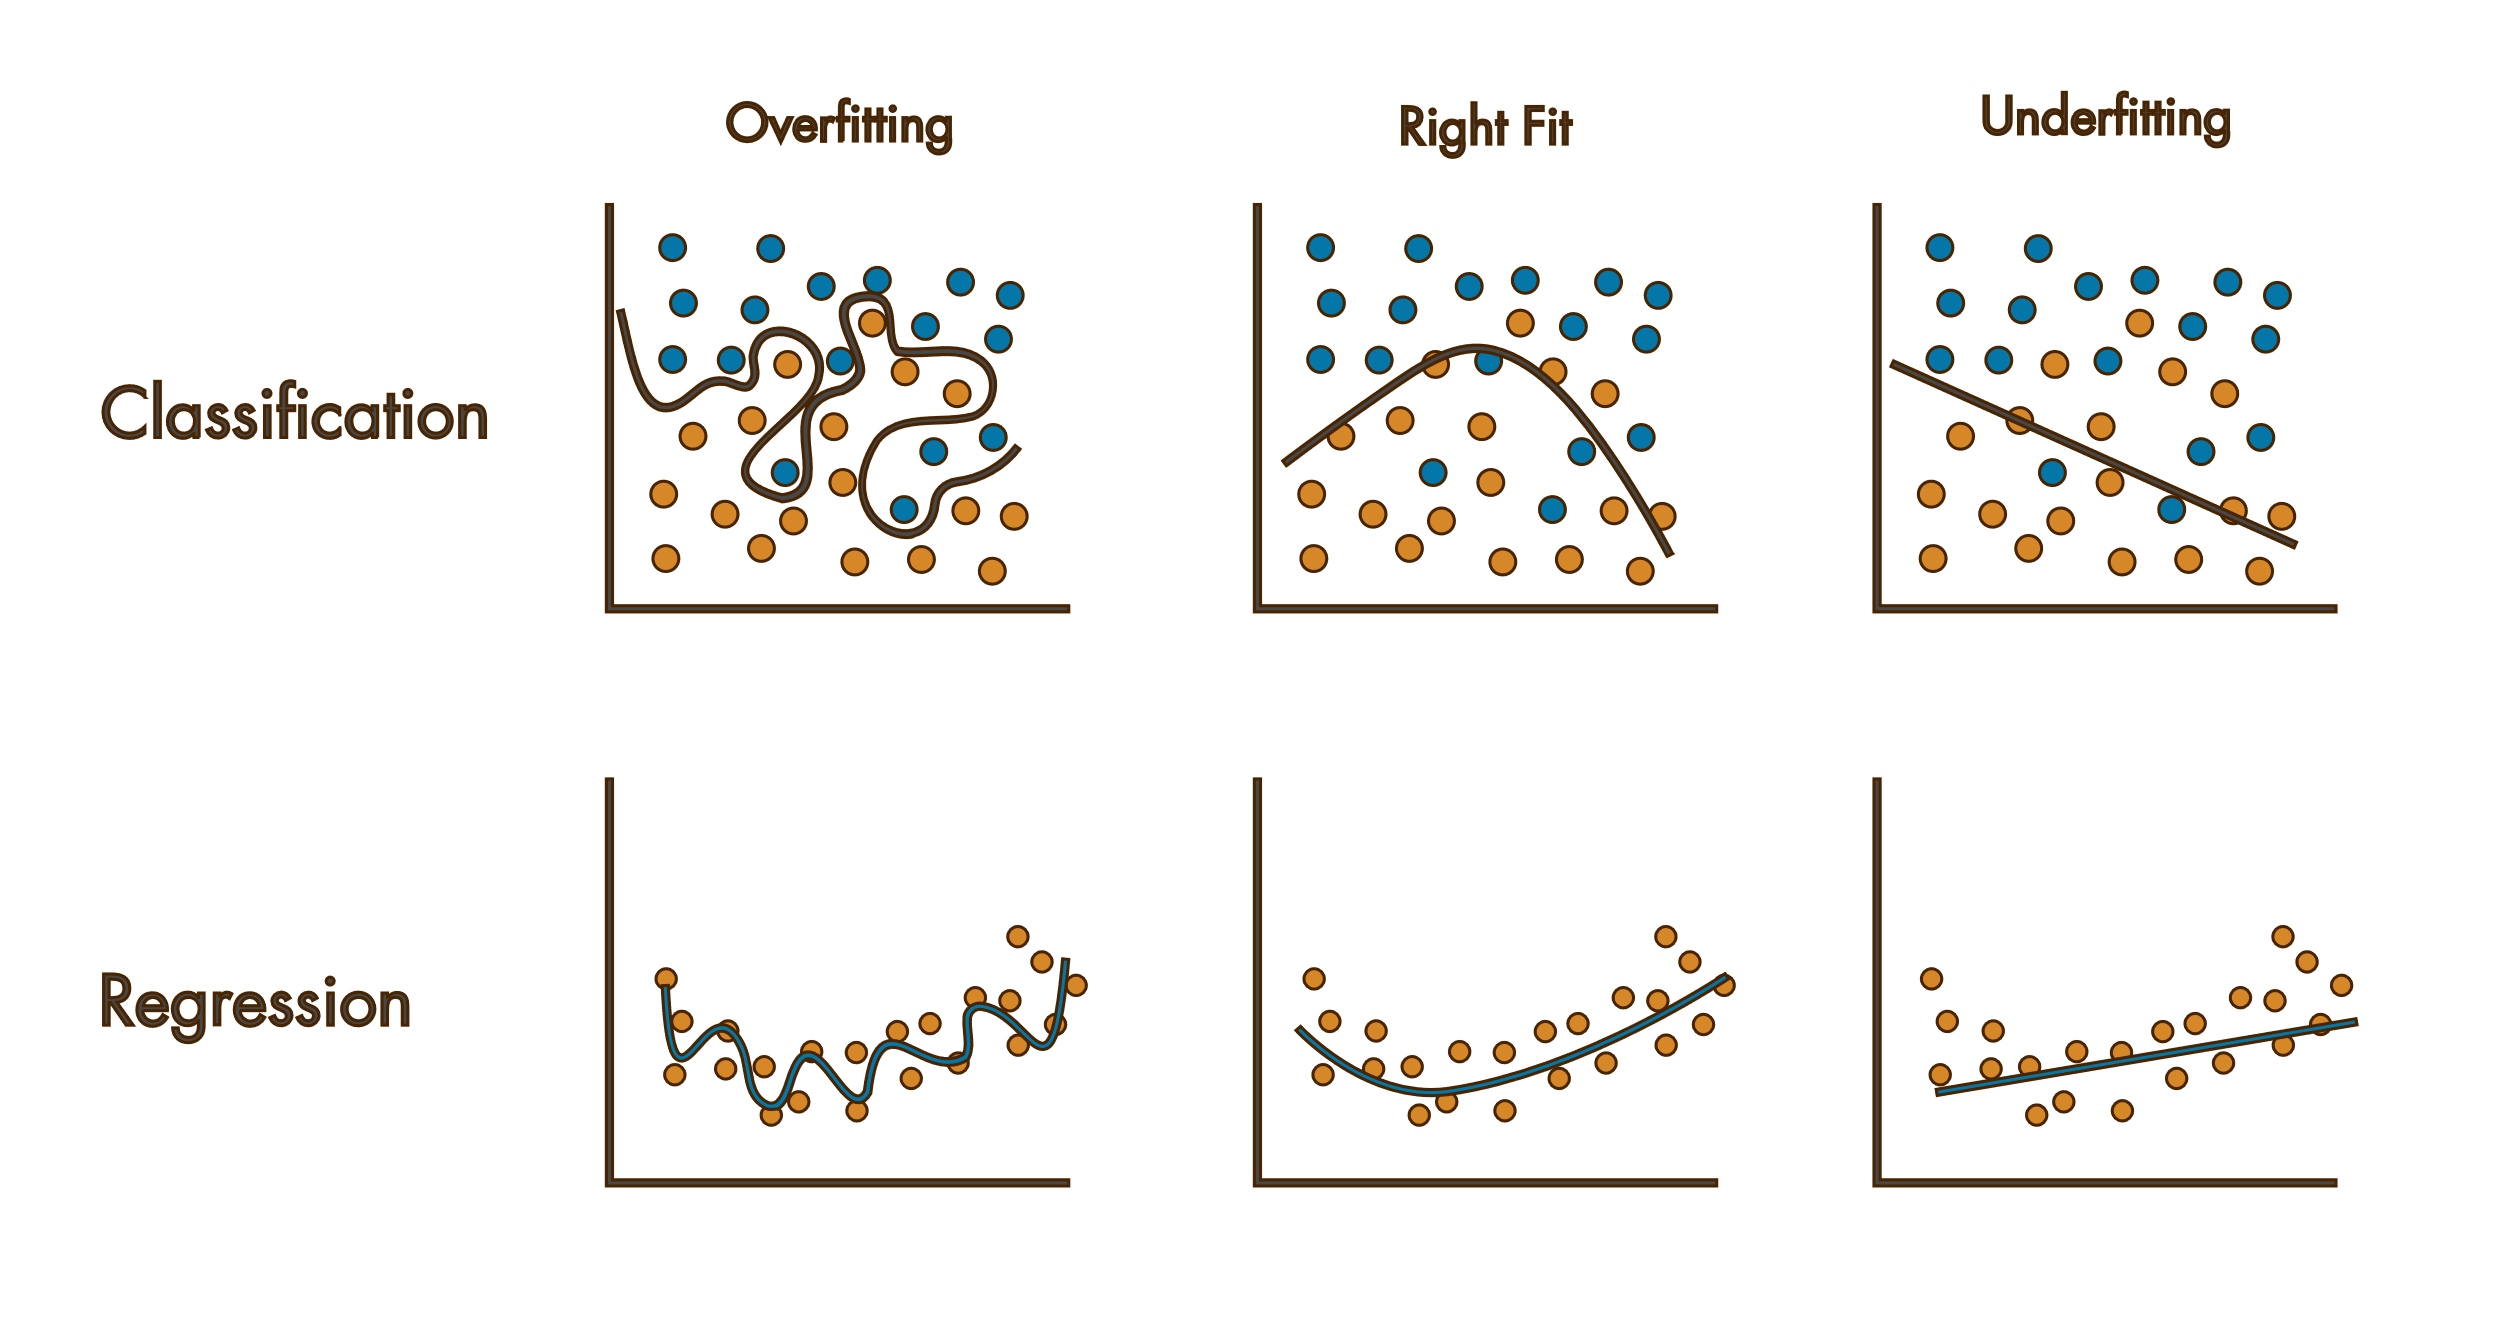 Overfitting
Right Fit
Underfitting
Classification
Regression